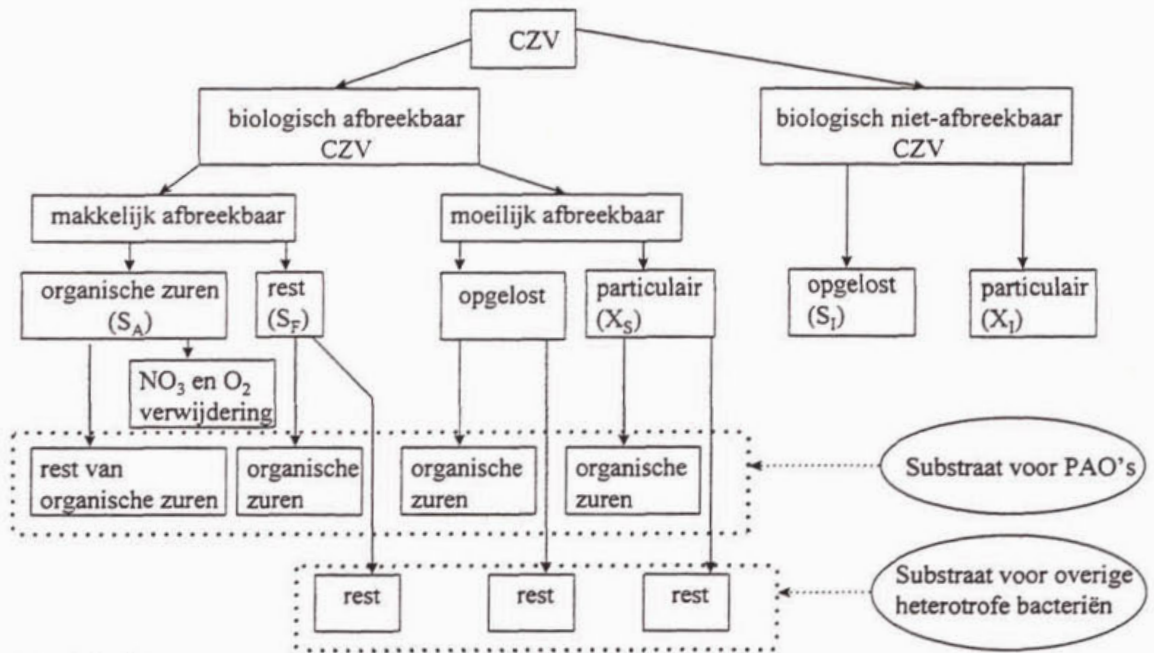 CZV
biologisch afbreekbaar
CZV
biologisch niet-afbreekbaar
CZV
makkelijk afbreekbaar
moeilijk afbreekbaar
organische zuren
(S_A)
rest
(S_F)
opgelost
particulair
(X_S)
opgelost
(S_I)
particulair
(X_I)
NO₃ en O₂
verwijdering
rest van
organische zuren
organische
zuren
organische
zuren
organische
zuren
Substraat voor PAO's
rest
rest
rest
Substraat voor overige
heterotrofe bacteriën